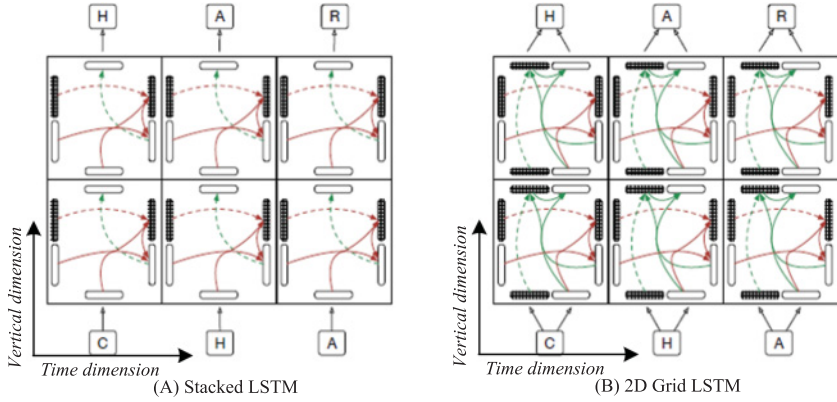 H A R H A R
Vertical dimension
Vertical dimension
C H A C H A
Time dimension Time dimension
(A) Stacked LSTM (B) 2D Grid LSTM